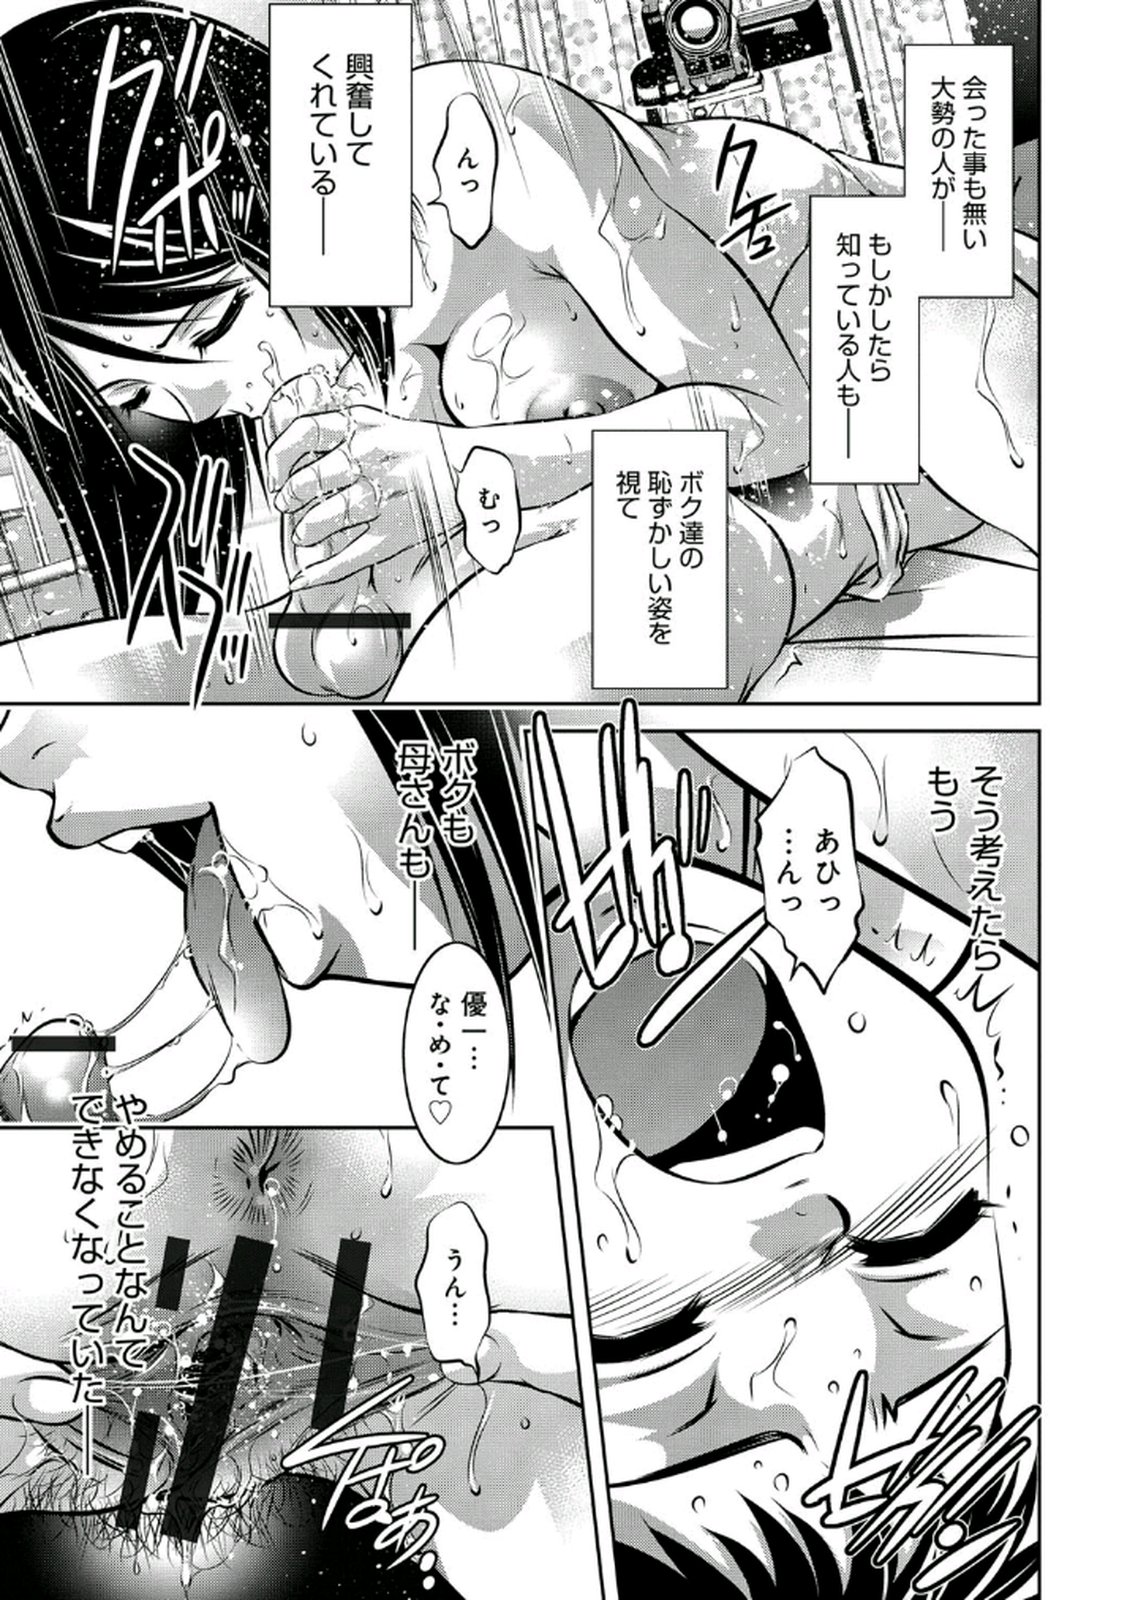 会った事も無い
大勢の人が――
もしかしたら
知っている人も――
ボク達の
恥ずかしい姿を
視て
興奮して
くれている――
んっ
むっ
そう考えたら
もう
あひっ
…んっ
ボクも
母さんも――
優一…
な・め・て♡
うん…
やめることなんて
できなくなっていた――